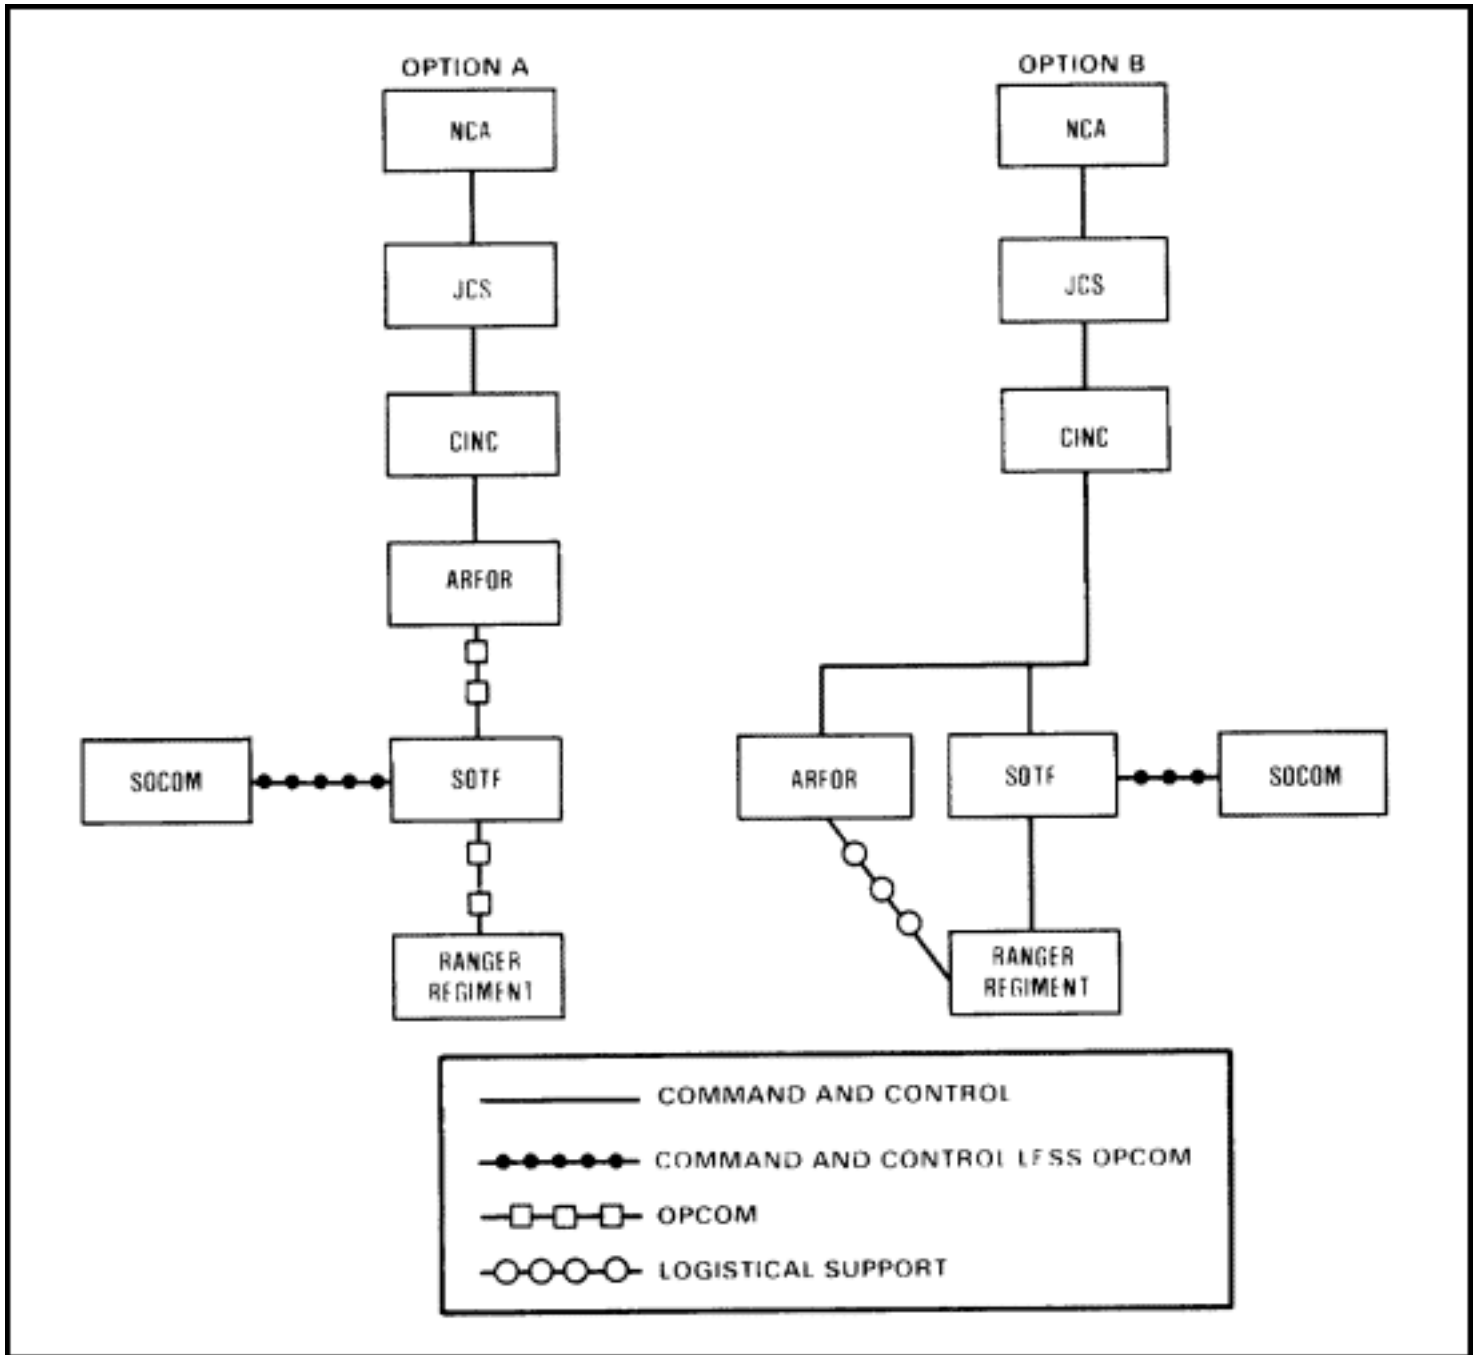 OPTION A
NCA
JCS
CINC
ARFOR
SOCOM
SOTF
RANGER
REGIMENT
OPTION B
NCA
JCS
CINC
ARFOR
SOTF
SOCOM
RANGER
REGIMENT
COMMAND AND CONTROL
COMMAND AND CONTROL LESS OPCOM
OPCOM
LOGISTICAL SUPPORT